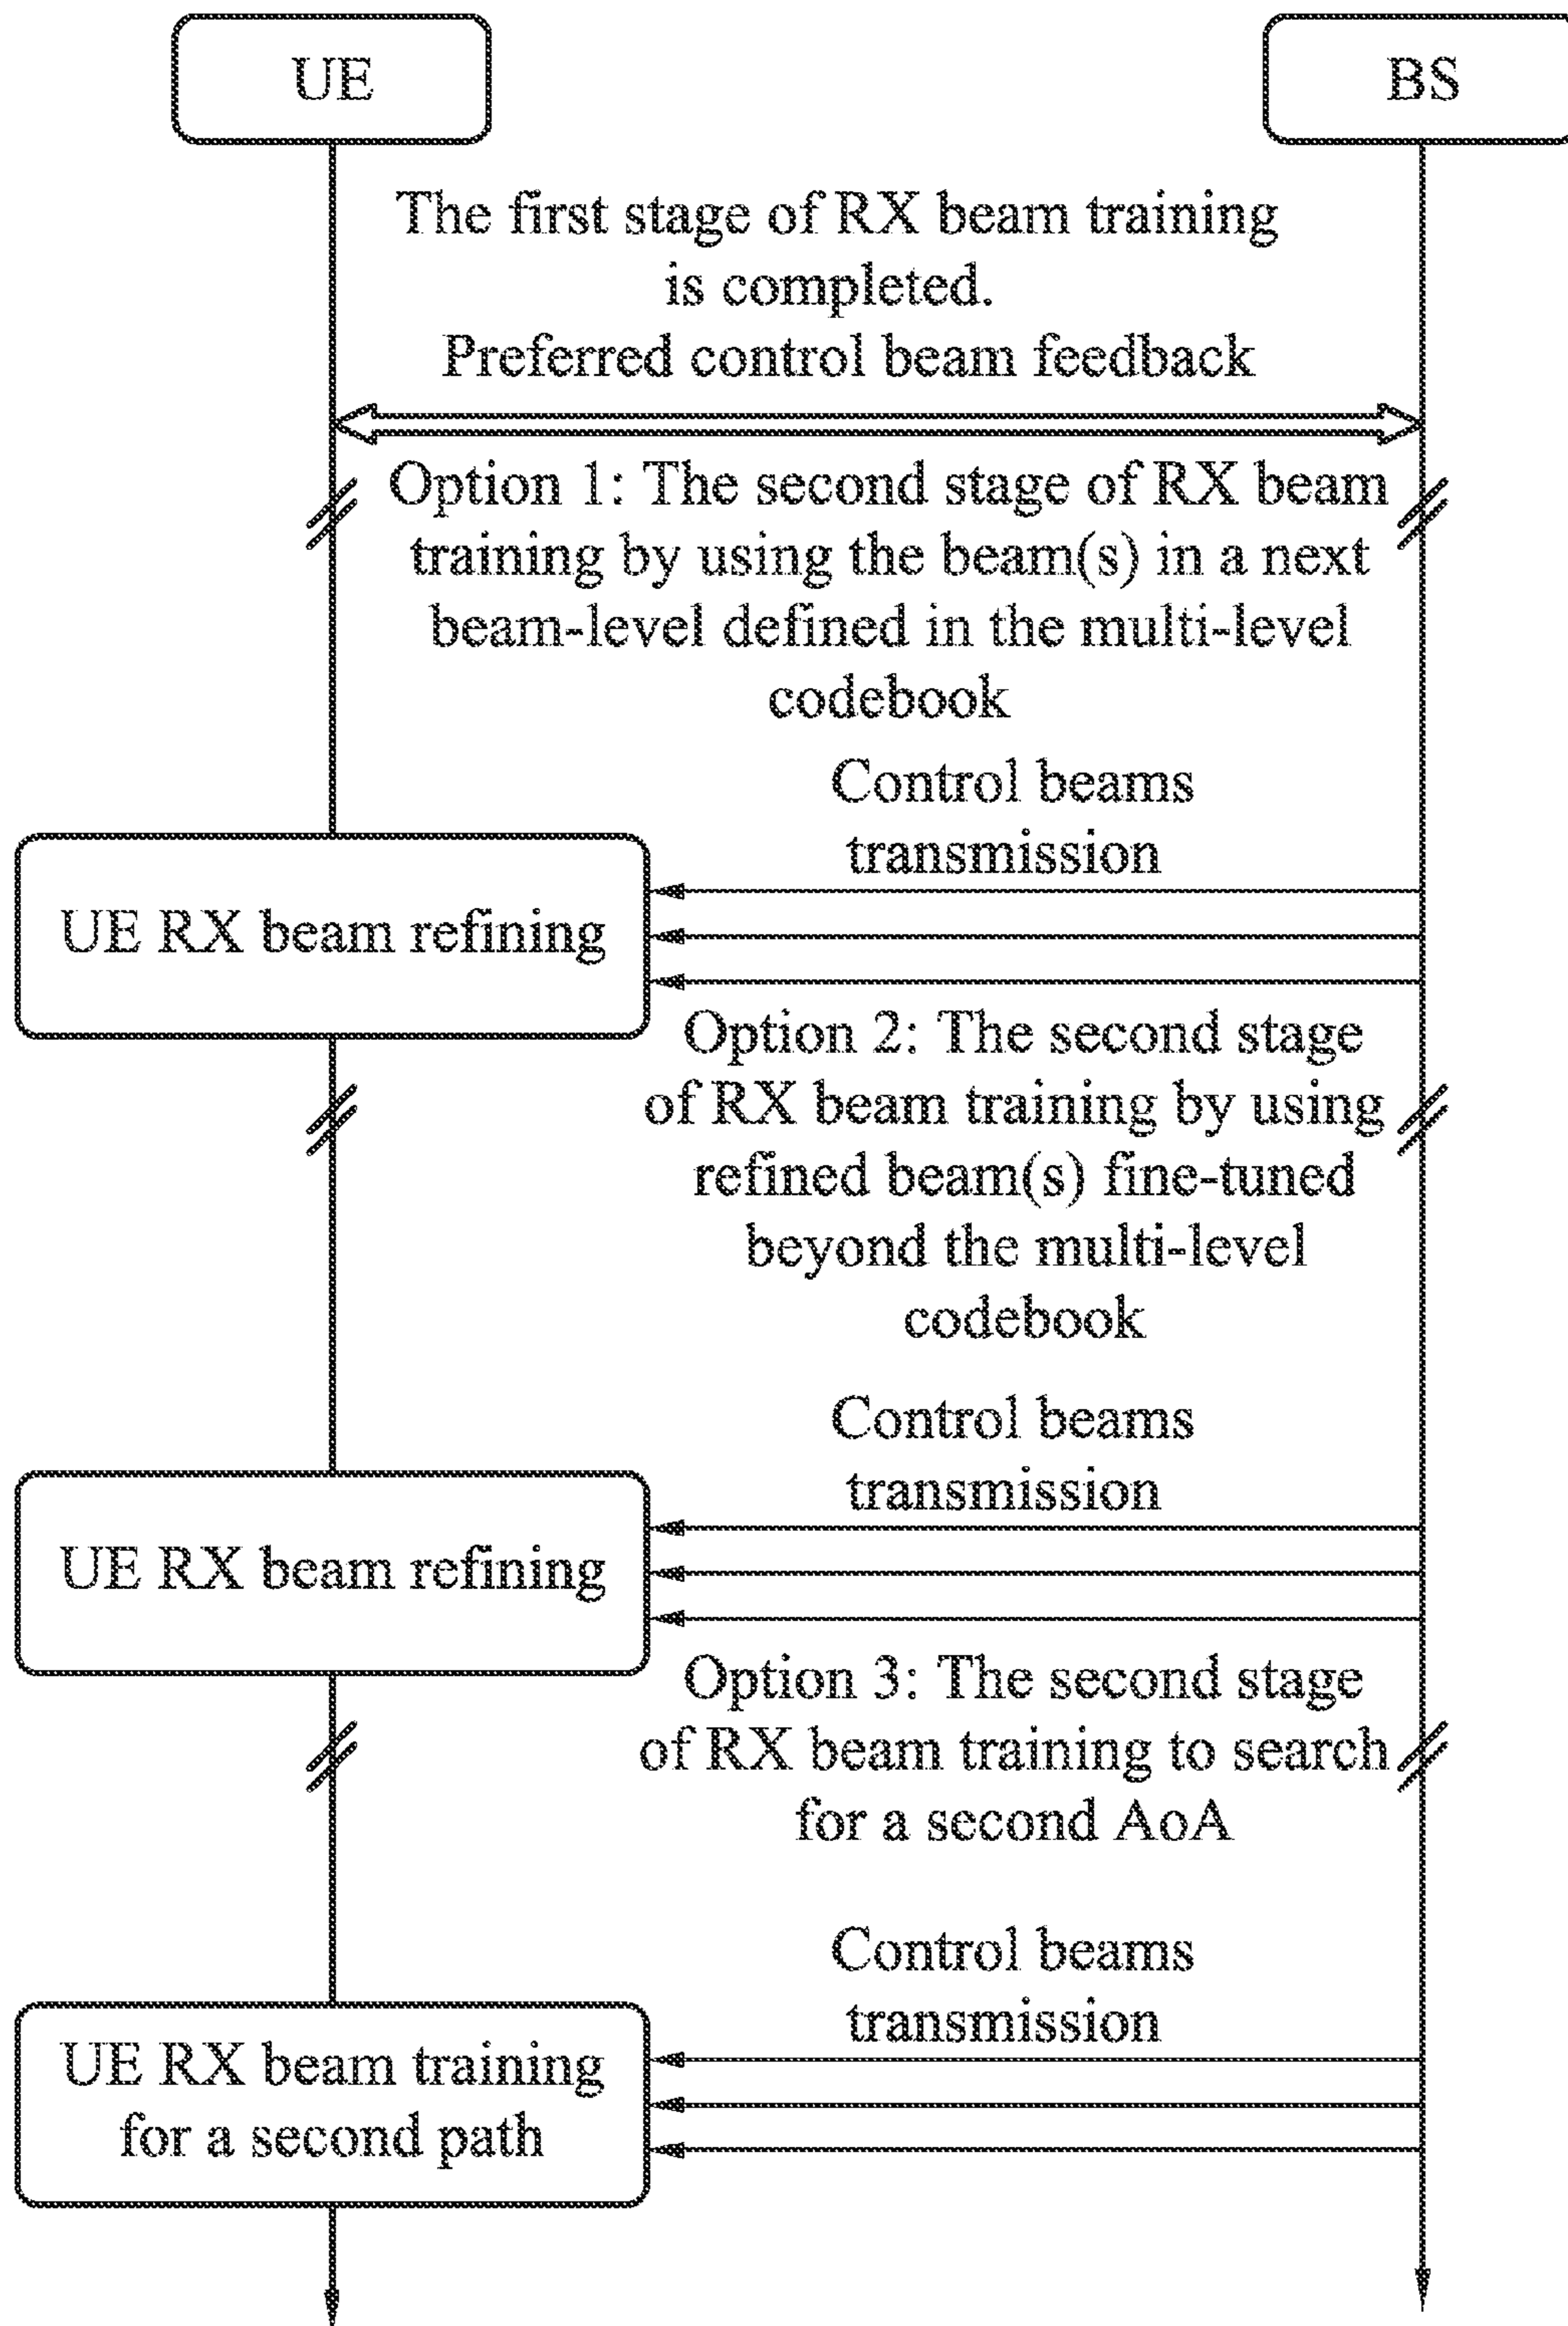 UE
BS
The first stage of RX beam training
is completed.
Preferred control beam feedback
Option 1: The second stage of RX beam
training by using the beam(s) in a next
beam-level defined in the multi-level
codebook
Control beams
transmission
UE RX beam refining
Option 2: The second stage
of RX beam training by using
refined beam(s) fine-tuned
beyond the multi-level
codebook
Control beams
transmission
UE RX beam refining
Option 3: The second stage
of RX beam training to search
for a second AoA
Control beams
transmission
UE RX beam training
for a second path